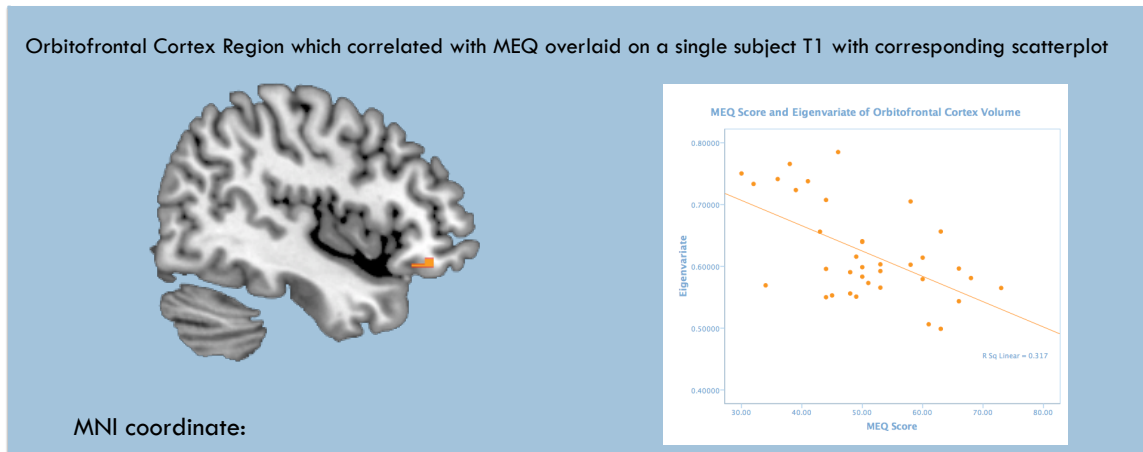 Orbitofrontal Cortex Region which correlated with MEQ overlaid on a single subject T1 with corresponding scatterplot
MEQ Score and Eigenvariate of Orbitofrontal Cortex Volume
0.80000
0.70000
0.60000
0.50000
0.40000
Eigenvariate
R Sq Linear = 0.317
30.00 40.00 50.00 60.00 70.00 80.00
MEQ Score
MNI coordinate: